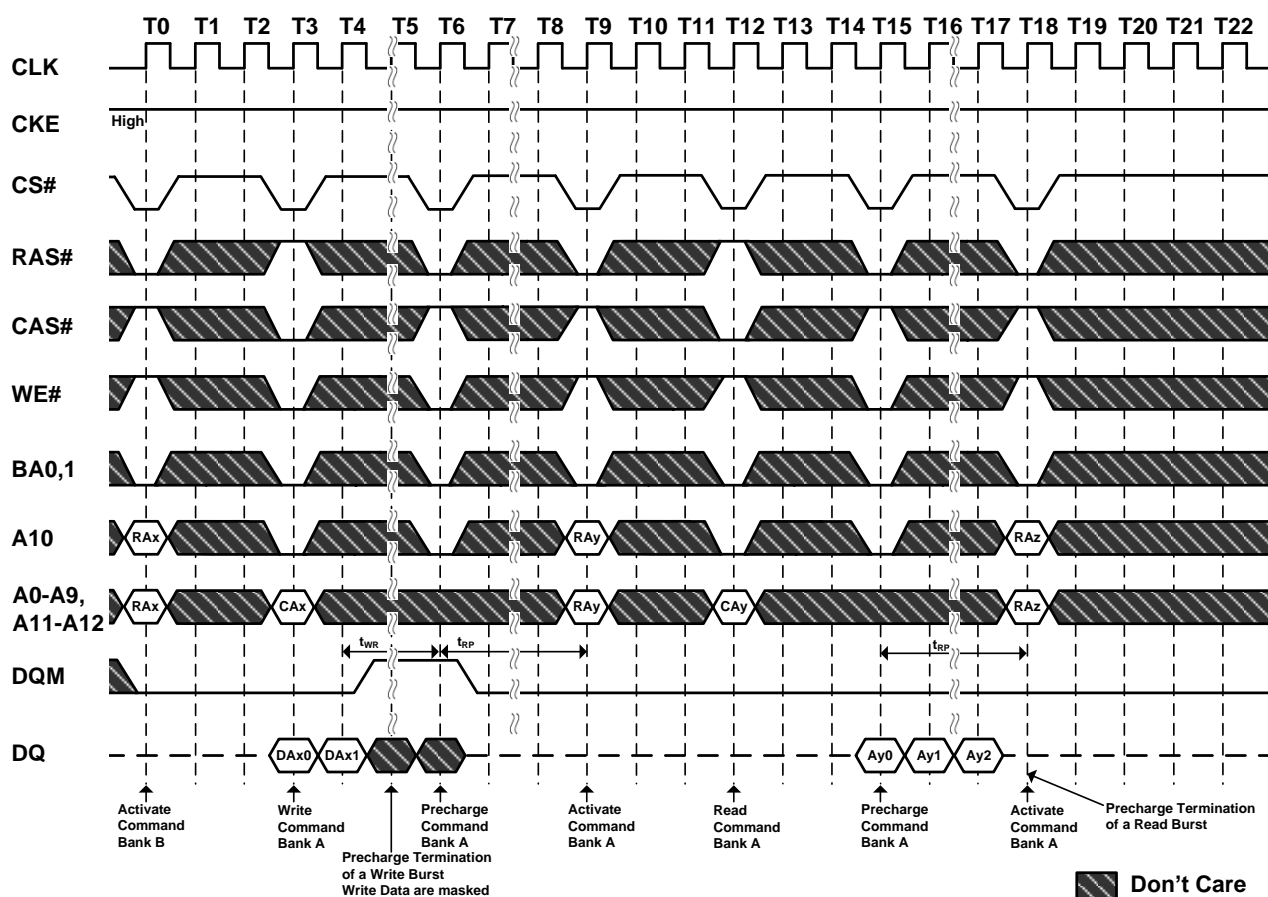 T0 T1 T2 T3 T4 T5 T6 T7 T8 T9 T10 T11 T12 T13 T14 T15 T16 T17 T18 T19 T20 T21 T22
CLK
CKE
High
CS#
RAS#
CAS#
WE#
BA0,1
A10
RAx RAy RAz
A0-A9,
A11-A12
RAx CAx RAy CAy RAz
tWR tRP tRP
DQM
DQ
DAx0 DAx1 Ay0 Ay1 Ay2
Activate
Command
Bank B
Write
Command
Bank A
Precharge Termination
of a Write Burst
Write Data are masked
Precharge
Command
Bank A
Activate
Command
Bank A
Read
Command
Bank A
Precharge
Command
Bank A
Activate
Command
Bank A
Precharge Termination
of a Read Burst
Don't Care